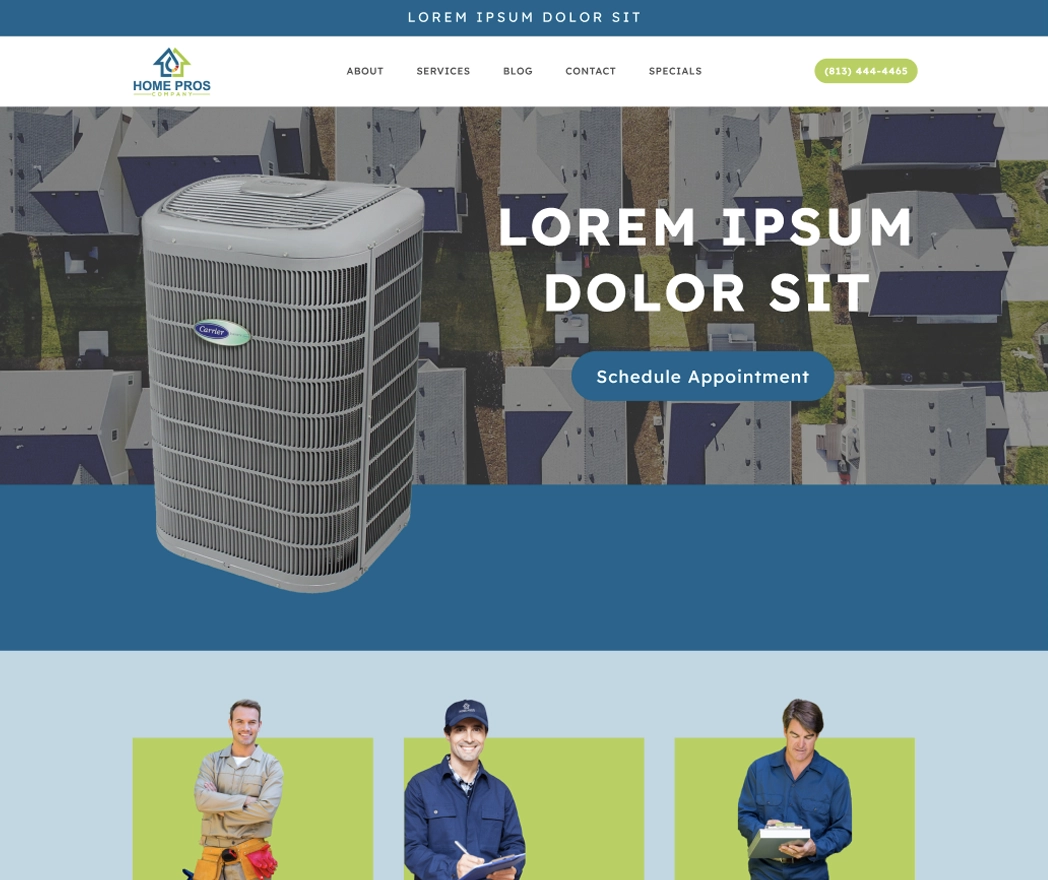 LOREM IPSUM DOLOR SIT
HOME PROS
COMPANY
ABOUT SERVICES BLOG CONTACT SPECIALS
(813) 444-4465
LOREM IPSUM
DOLOR SIT
Schedule Appointment
Carrier